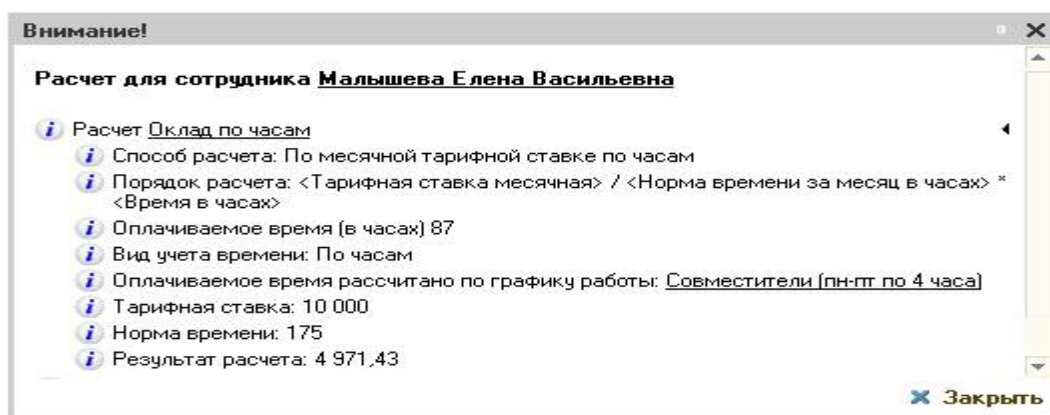 Внимание!
Расчет для сотрудника Малышева Елена Васильевна
Расчет Оклад по часам
Способ расчета: По месячной тарифной ставке по часам
Порядок расчета: <Тарифная ставка месячная> / <Норма времени за месяц в часах> *
<Время в часах>
Оплачиваемое время (в часах) 87
Вид учета времени: По часам
Оплачиваемое время рассчитано по графику работы: Совместители (пн-пт по 4 часа)
Тарифная ставка: 10 000
Норма времени: 175
Результат расчета: 4 971,43
Закрыть